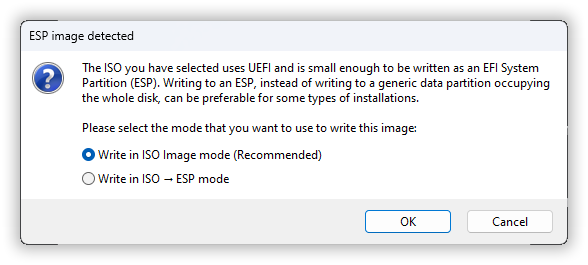 ESP image detected
The ISO you have selected uses UEFI and is small enough to be written as an EFI System
Partition (ESP). Writing to an ESP, instead of writing to a generic data partition occupying
the whole disk, can be preferable for some types of installations.
Please select the mode that you want to use to write this image:
Write in ISO Image mode (Recommended)
Write in ISO → ESP mode
OK
Cancel